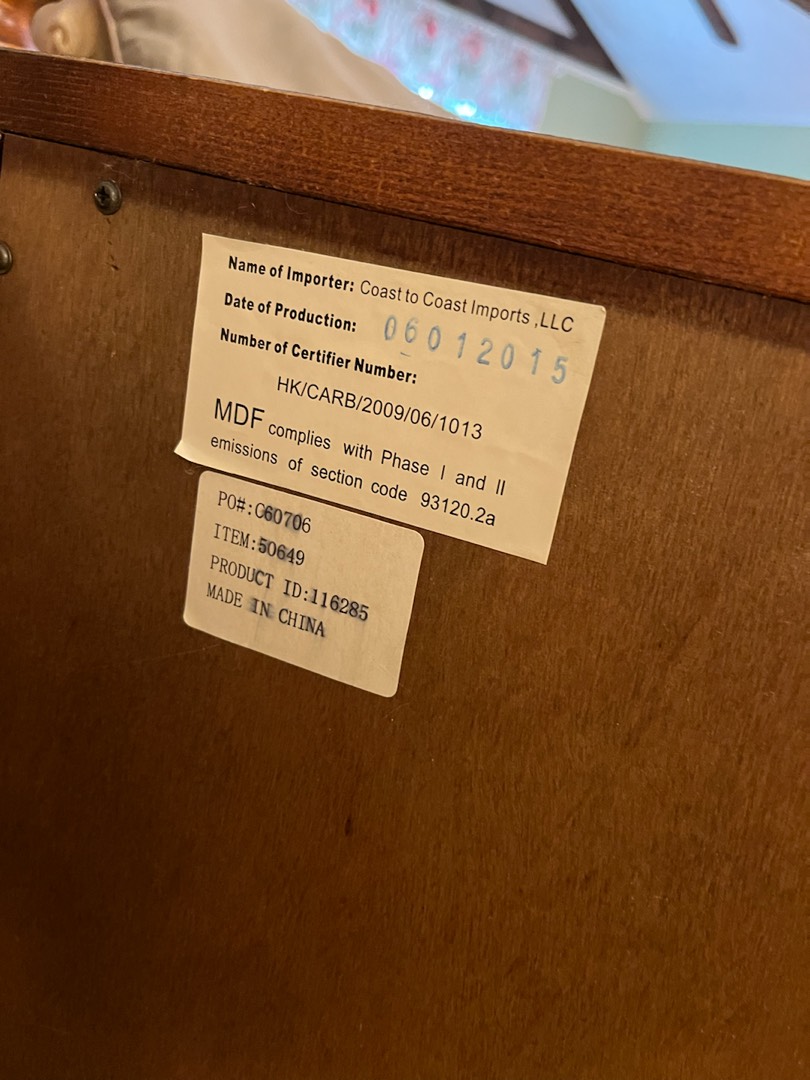 Name of Importer: Coast to Coast Imports ,LLC
Date of Production: 06012015
Number of Certifier Number:
HK/CARB/2009/06/1013
MDF complies with Phase I and II
emissions of section code 93120.2a
PO#:C60706
ITEM:50649
PRODUCT ID:116285
MADE IN CHINA